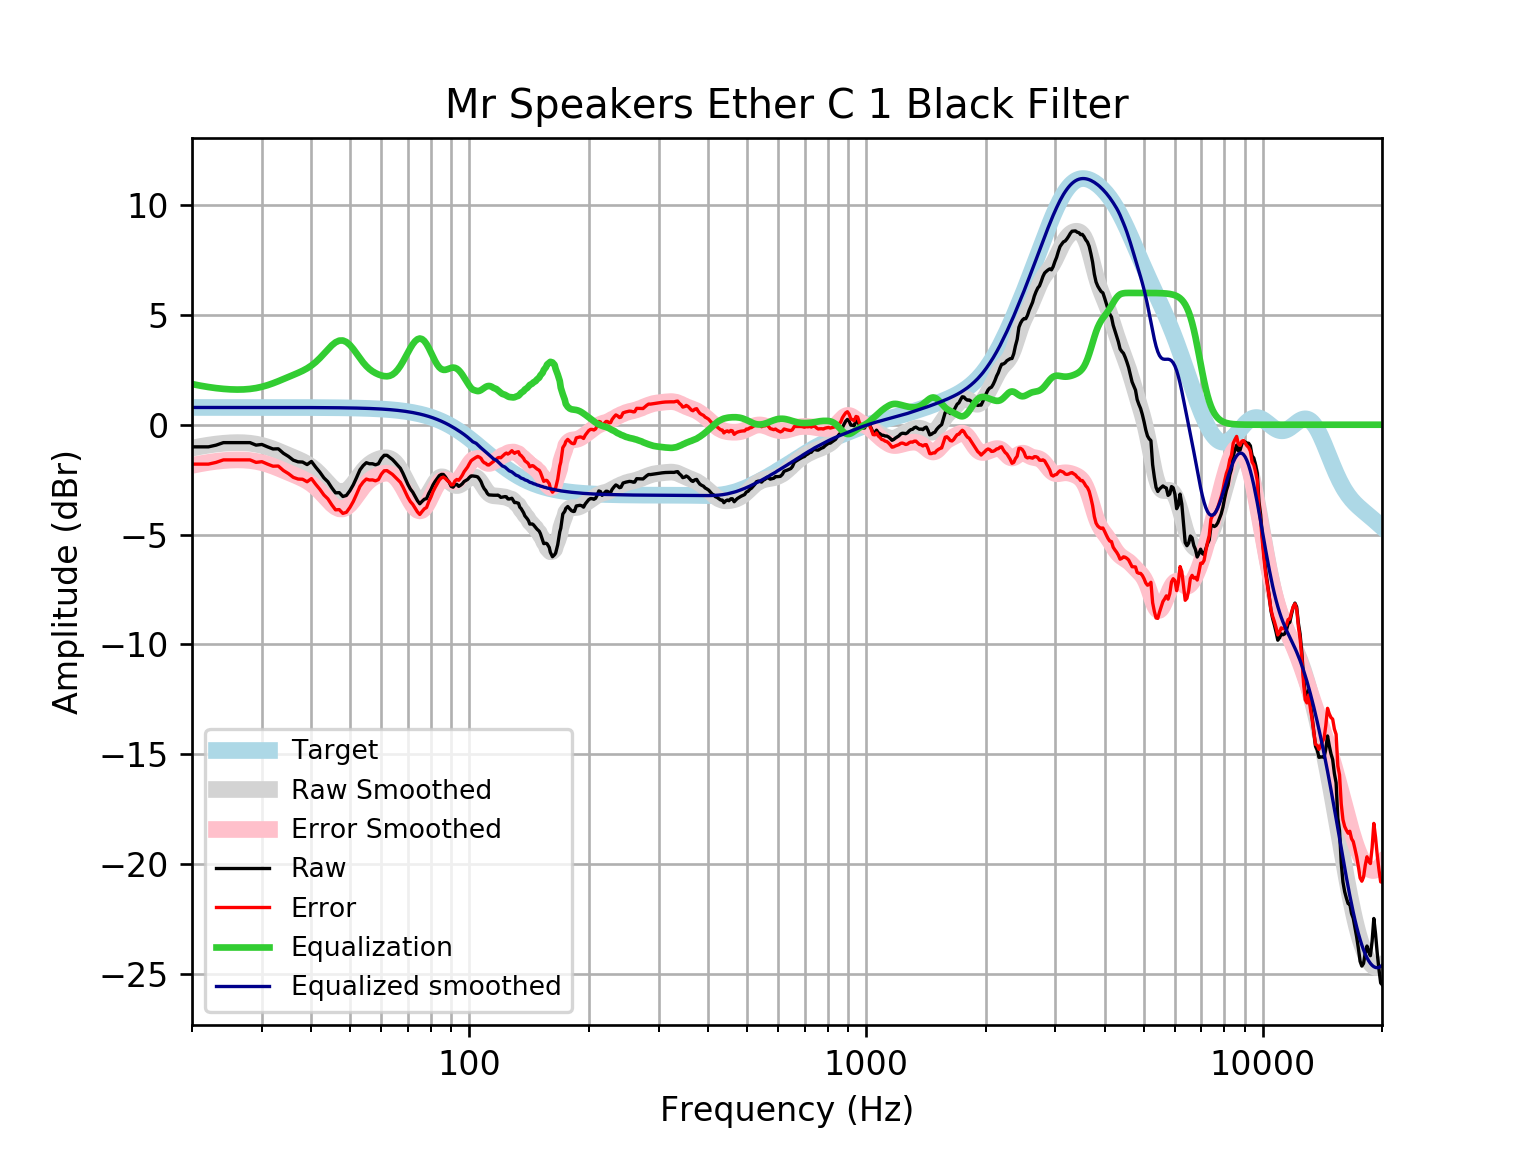 Mr Speakers Ether C 1 Black Filter
10
5
0
−5
−10
−15
−20
−25
Amplitude (dBr)
Target
Raw Smoothed
Error Smoothed
Raw
Error
Equalization
Equalized smoothed
100 1000 10000
Frequency (Hz)